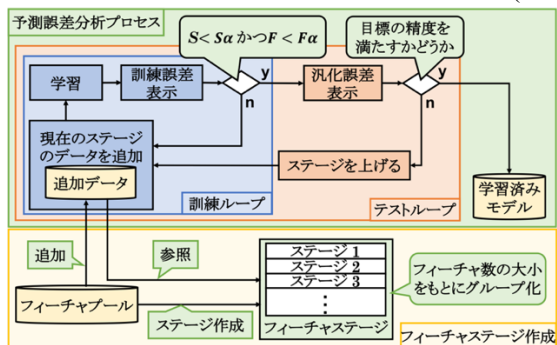 予測誤差分析プロセス
S < Sα かつF < Fα
目標の精度を
満たすかどうか
学習
訓練誤差
表示
y
n
汎化誤差
表示
y
n
現在のステージ
のデータを追加
追加データ
ステージを上げる
訓練ループ
テストループ
学習済み
モデル
追加
参照
ステージ 1
ステージ 2
ステージ 3
⋮
フィーチャ数の大小
をもとにグループ化
フィーチャプール
ステージ作成
フィーチャステージ
フィーチャステージ作成